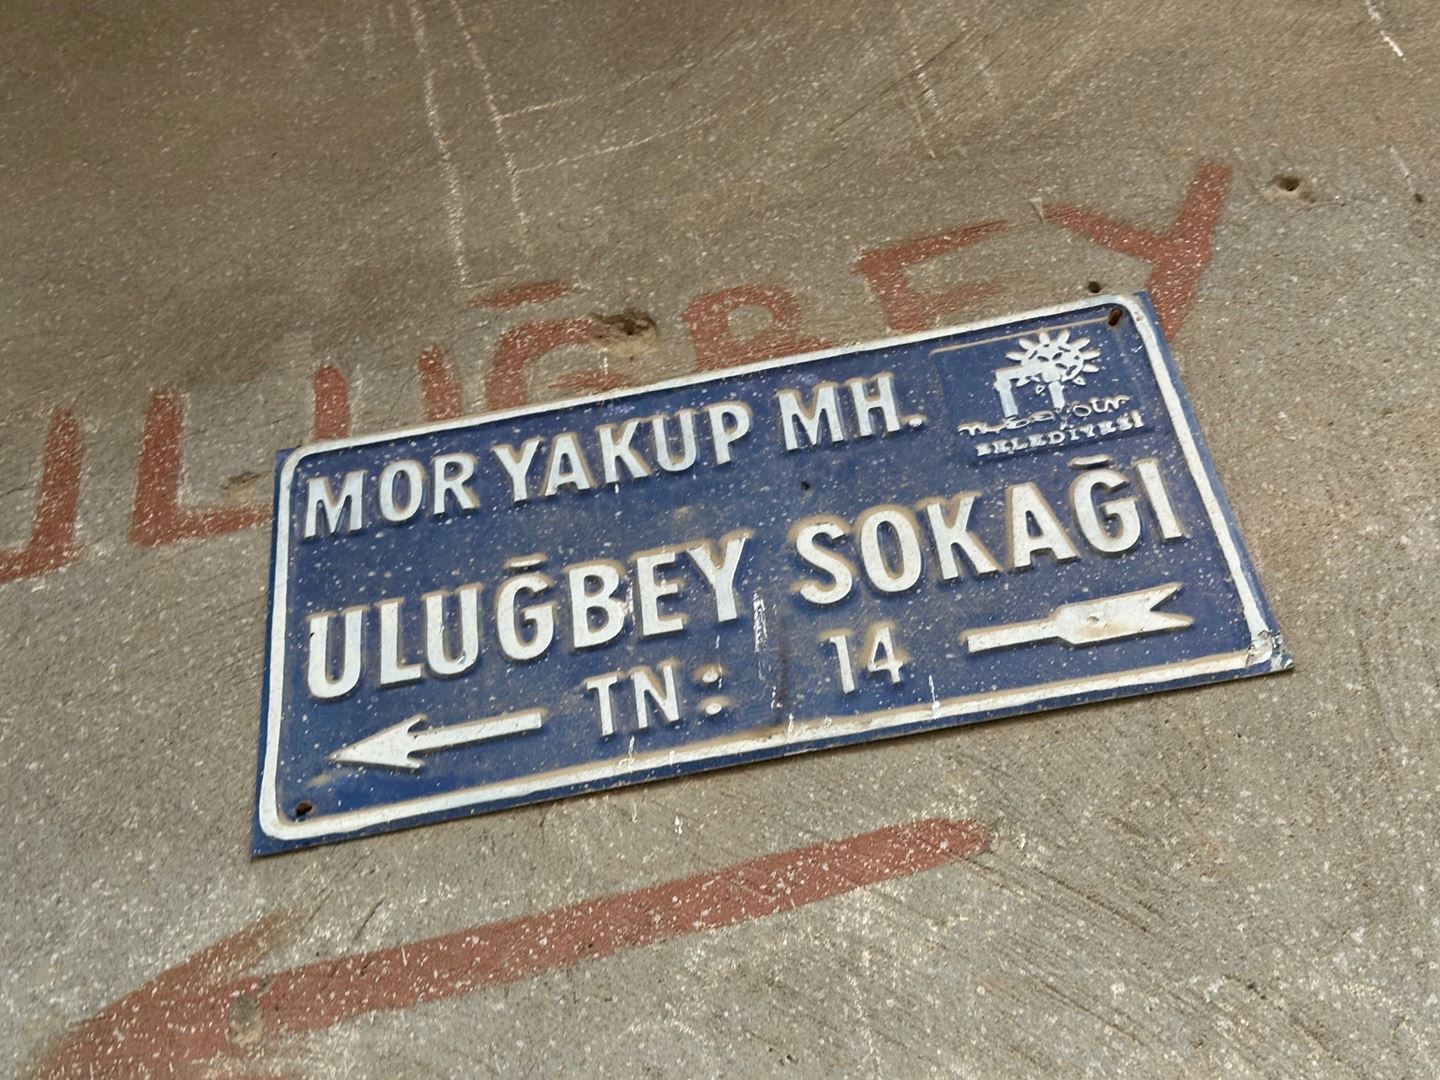 ULUĞBEY
MOR YAKUP MH.
BELEDİYESİ
ULUĞBEY SOKAĞI
TN: 14